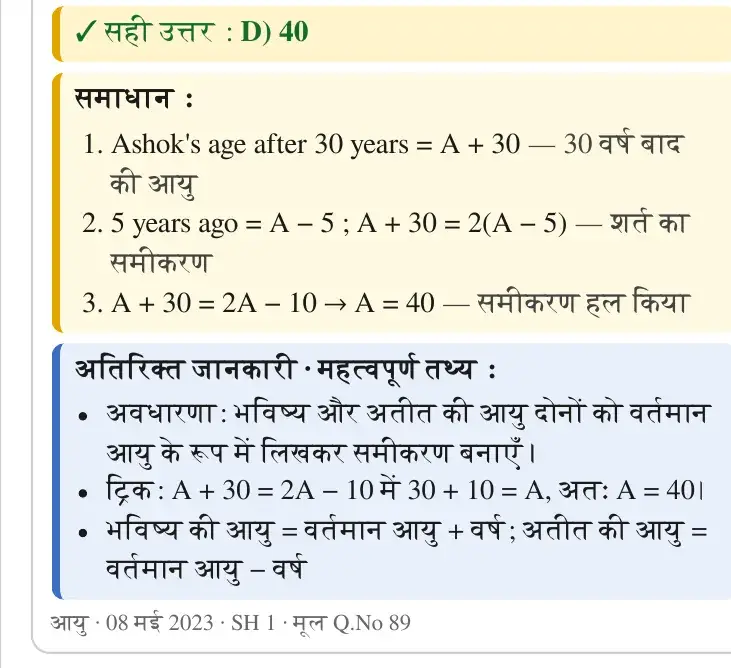 ✓ सही उत्तर : D) 40
समाधान :
1. Ashok's age after 30 years = A + 30 — 30 वर्ष बाद
की आयु
2. 5 years ago = A − 5 ; A + 30 = 2(A − 5) — शर्त का
समीकरण
3. A + 30 = 2A − 10 → A = 40 — समीकरण हल किया
अतिरिक्त जानकारी · महत्वपूर्ण तथ्य :
• अवधारणा : भविष्य और अतीत की आयु दोनों को वर्तमान
आयु के रूप में लिखकर समीकरण बनाएँ।
• ट्रिक : A + 30 = 2A − 10 में 30 + 10 = A, अतः A = 40।
• भविष्य की आयु = वर्तमान आयु + वर्ष ; अतीत की आयु =
वर्तमान आयु − वर्ष
आयु · 08 मई 2023 · SH 1 · मूल Q.No 89